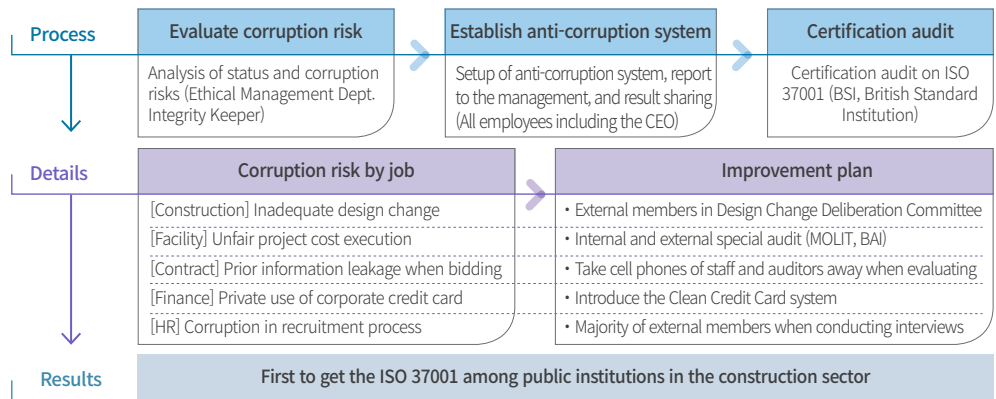 Process
Evaluate corruption risk
Analysis of status and corruption
risks (Ethical Management Dept.
Integrity Keeper)
Establish anti-corruption system
Setup of anti-corruption system, report
to the management, and result sharing
(All employees including the CEO)
Certification audit
Certification audit on ISO
37001 (BSI, British Standard
Institution)
Details
Corruption risk by job
[Construction] Inadequate design change
[Facility] Unfair project cost execution
[Contract] Prior information leakage when bidding
[Finance] Private use of corporate credit card
[HR] Corruption in recruitment process
Improvement plan
• External members in Design Change Deliberation Committee
• Internal and external special audit (MOLIT, BAI)
• Take cell phones of staff and auditors away when evaluating
• Introduce the Clean Credit Card system
• Majority of external members when conducting interviews
Results
First to get the ISO 37001 among public institutions in the construction sector